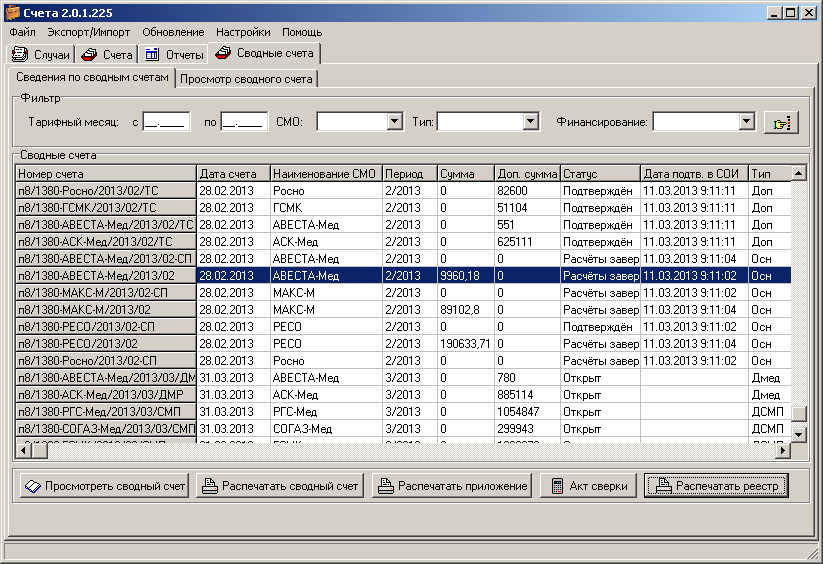 Счета 2.0.1.225
Файл Экспорт/Импорт Обновление Настройки Помощь
Случаи Счета Отчеты Сводные счета
Сведения по сводным счетам Просмотр сводного счета
Фильтр
Тарифный месяц: с __.____ по __.____ СМО: Тип: Финансирование:
Сводные счета
Номер счета Дата счета Наименование СМО Период Сумма Доп. сумма Статус Дата подтв. в СОИ Тип
п8/1380-Росно/2013/02/ТС 28.02.2013 Росно 2/2013 0 82600 Подтверждён 11.03.2013 9:11:11 Доп
п8/1380-ГСМК/2013/02/ТС 28.02.2013 ГСМК 2/2013 0 51104 Подтверждён 11.03.2013 9:11:11 Доп
п8/1380-АВЕСТА-Мед/2013/02/ТС 28.02.2013 АВЕСТА-Мед 2/2013 0 551 Подтверждён 11.03.2013 9:11:11 Доп
п8/1380-АСК-Мед/2013/02/ТС 28.02.2013 АСК-Мед 2/2013 0 625111 Подтверждён 11.03.2013 9:11:11 Доп
п8/1380-АВЕСТА-Мед/2013/02-СП 28.02.2013 АВЕСТА-Мед 2/2013 0 0 Расчёты завер 11.03.2013 9:11:04 Осн
п8/1380-АВЕСТА-Мед/2013/02 28.02.2013 АВЕСТА-Мед 2/2013 9960,18 0 Расчёты завер 11.03.2013 9:11:02 Осн
п8/1380-МАКС-М/2013/02-СП 28.02.2013 МАКС-М 2/2013 0 0 Расчёты завер 11.03.2013 9:11:02 Осн
п8/1380-МАКС-М/2013/02 28.02.2013 МАКС-М 2/2013 89102,8 0 Расчёты завер 11.03.2013 9:11:04 Осн
п8/1380-РЕСО/2013/02-СП 28.02.2013 РЕСО 2/2013 0 0 Подтверждён 11.03.2013 9:11:02 Осн
п8/1380-РЕСО/2013/02 28.02.2013 РЕСО 2/2013 190633,71 0 Расчёты завер 11.03.2013 9:11:04 Осн
п8/1380-Росно/2013/02-СП 28.02.2013 Росно 2/2013 0 0 Расчёты завер 11.03.2013 9:11:02 Осн
п8/1380-АВЕСТА-Мед/2013/03/ДМ 31.03.2013 АВЕСТА-Мед 3/2013 0 780 Открыт Дмед
п8/1380-АСК-Мед/2013/03/ДМР 31.03.2013 АСК-Мед 3/2013 0 885114 Открыт Дмед
п8/1380-РГС-Мед/2013/03/СМП 31.03.2013 РГС-Мед 3/2013 0 1054847 Открыт ДСМП
п8/1380-СОГАЗ-Мед/2013/03/СМП 31.03.2013 СОГАЗ-Мед 3/2013 0 299943 Открыт ДСМП
Просмотреть сводный счет Распечатать сводный счет Распечатать приложение Акт сверки Распечатать реестр